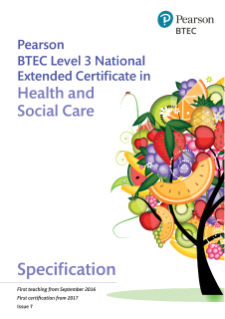 Pearson
BTEC
Pearson
BTEC Level 3 National
Extended Certificate in
Health and
Social Care
Specification
First teaching from September 2016
First certification from 2017
Issue 1